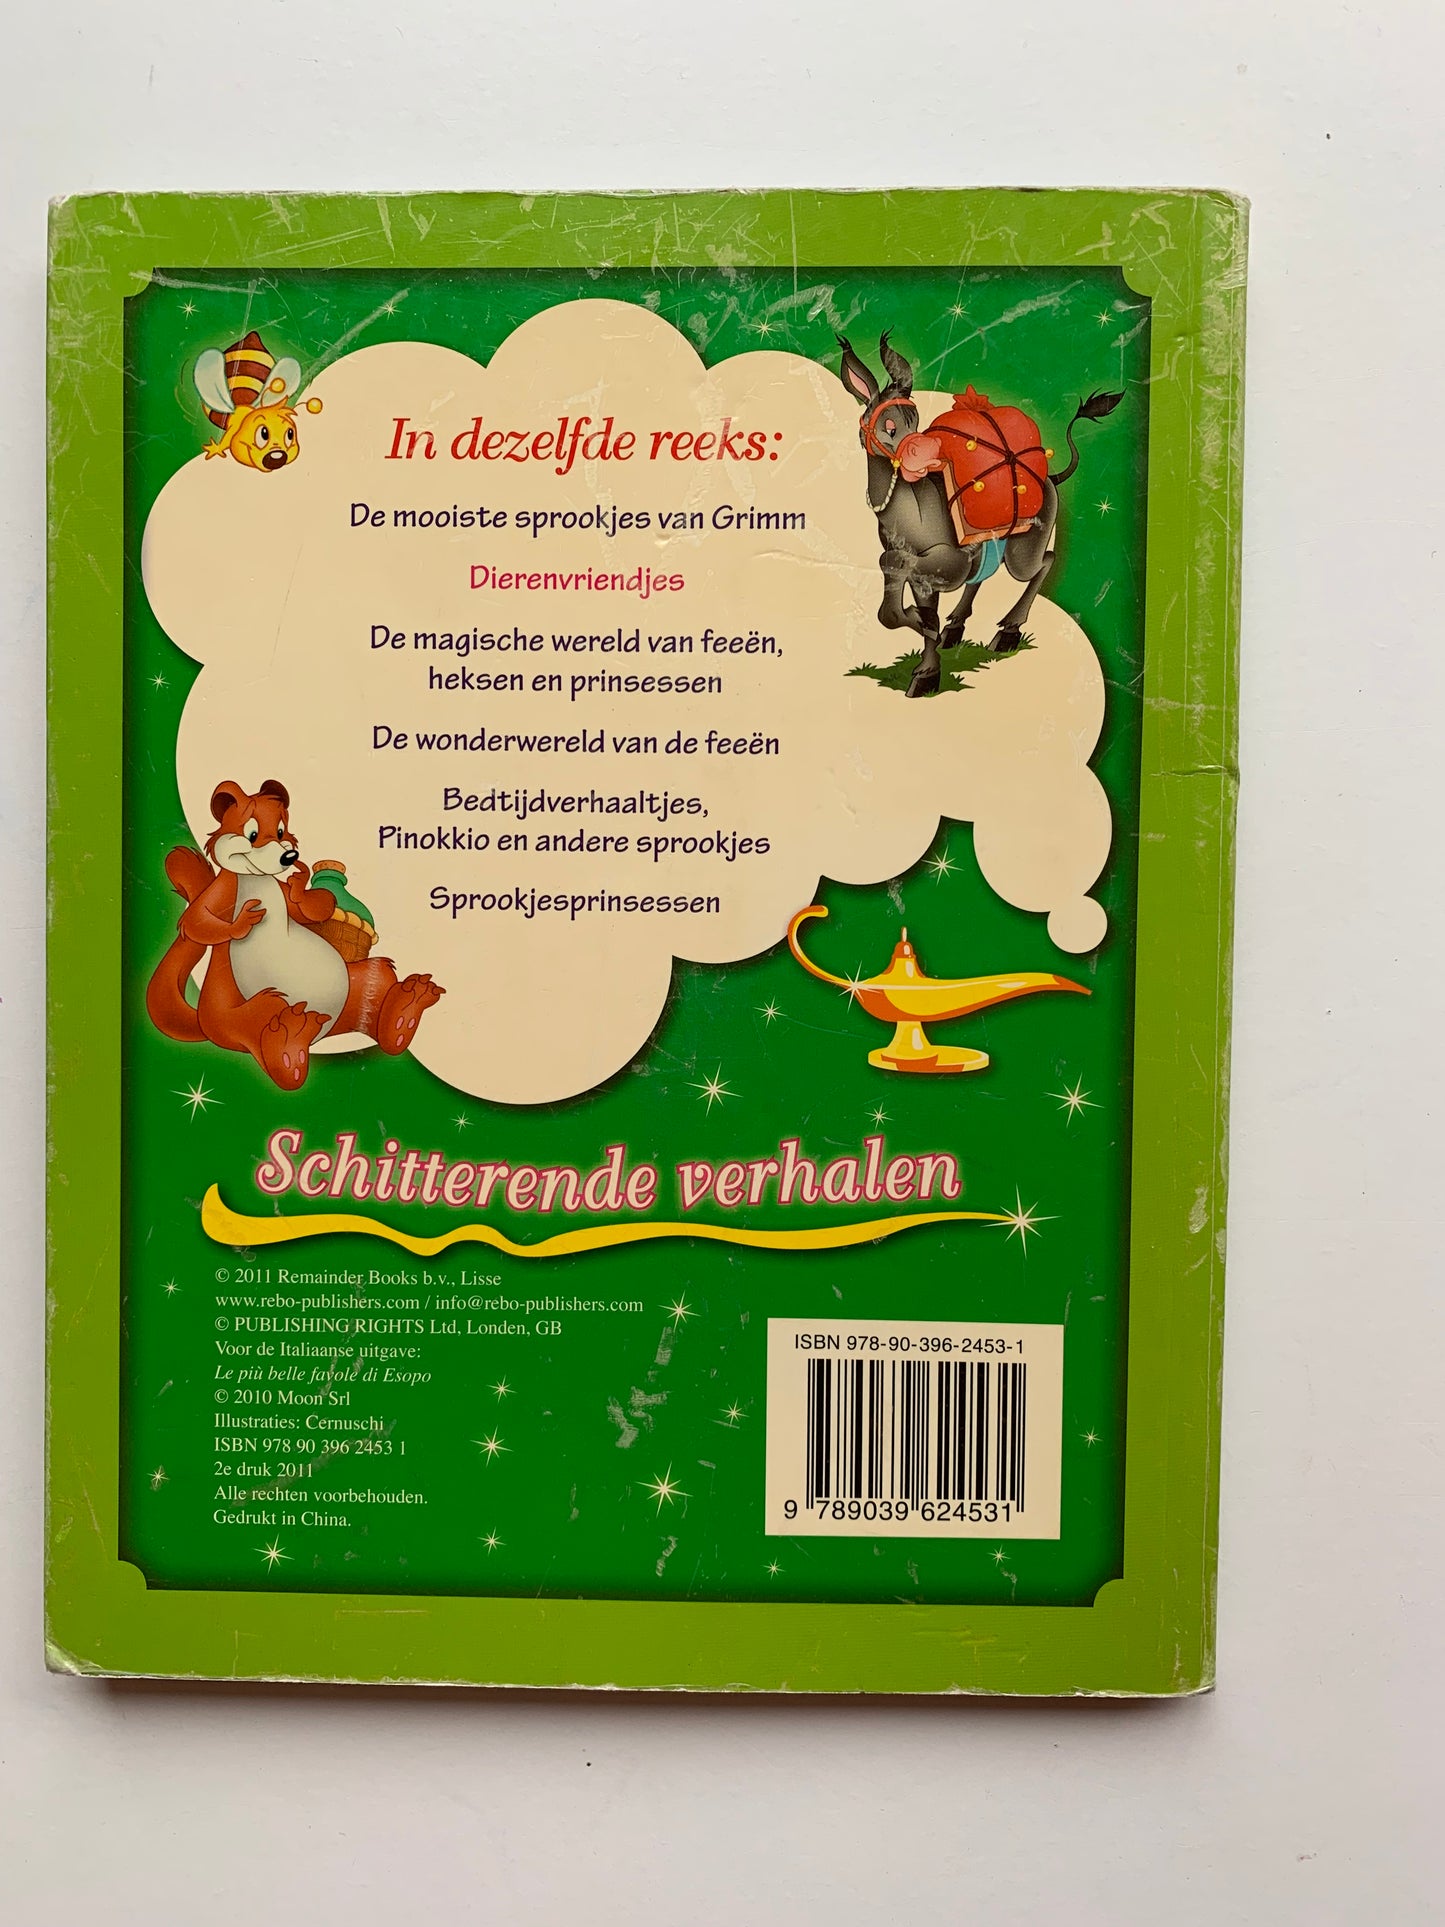 In dezelfde reeks:
De mooiste sprookjes van Grimm
Dierenvriendjes
De magische wereld van feeën,
heksen en prinsessen
De wonderwereld van de feeën
Bedtijdverhaaltjes,
Pinokkio en andere sprookjes
Sprookjesprinsessen
Schitterende verhalen
© 2011 Remainder Books b.v., Lisse
www.rebo-publishers.com / info@rebo-publishers.com
© PUBLISHING RIGHTS Ltd, Londen, GB
Voor de Italiaanse uitgave:
Le più belle favole di Esopo
© 2010 Moon Srl
Illustraties: Cernuschi
ISBN 978 90 396 2453 1
2e druk 2011
Alle rechten voorbehouden.
Gedrukt in China.
ISBN 978-90-396-2453-1
9 789039 624531